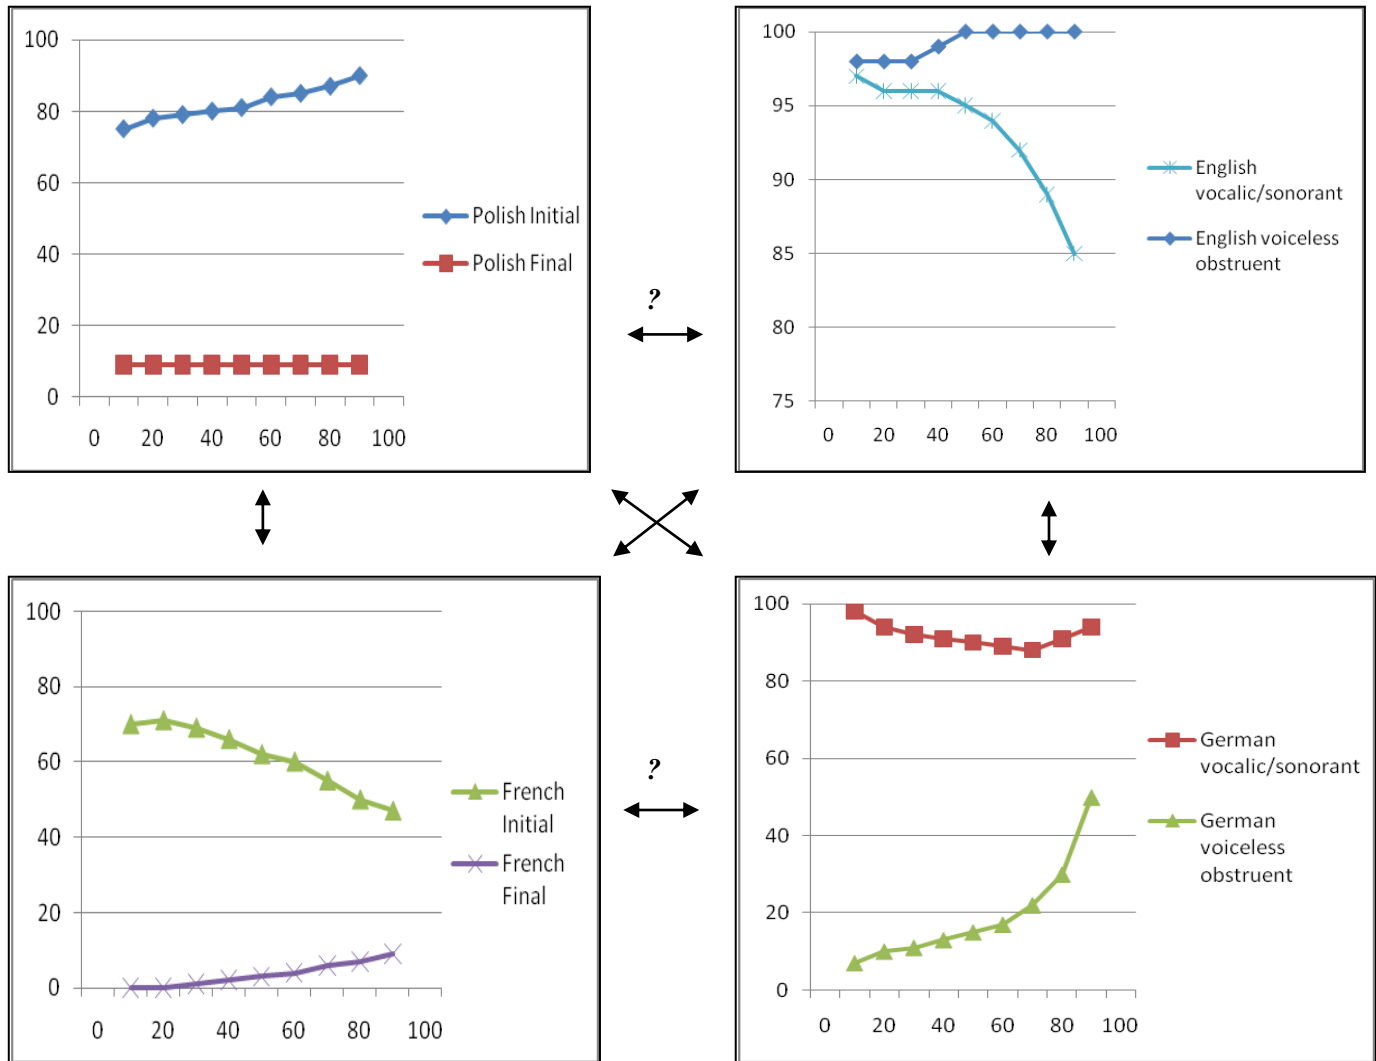 100
80
60
40
20
0
0 20 40 60 80 100
Polish Initial
Polish Final
100
95
90
85
80
75
0 20 40 60 80 100
English
vocalic/sonorant
English voiceless
obstruent
?
100
80
60
40
20
0
0 20 40 60 80 100
French
Initial
French
Final
?
100
80
60
40
20
0
0 20 40 60 80 100
German
vocalic/sonorant
German
voiceless
obstruent